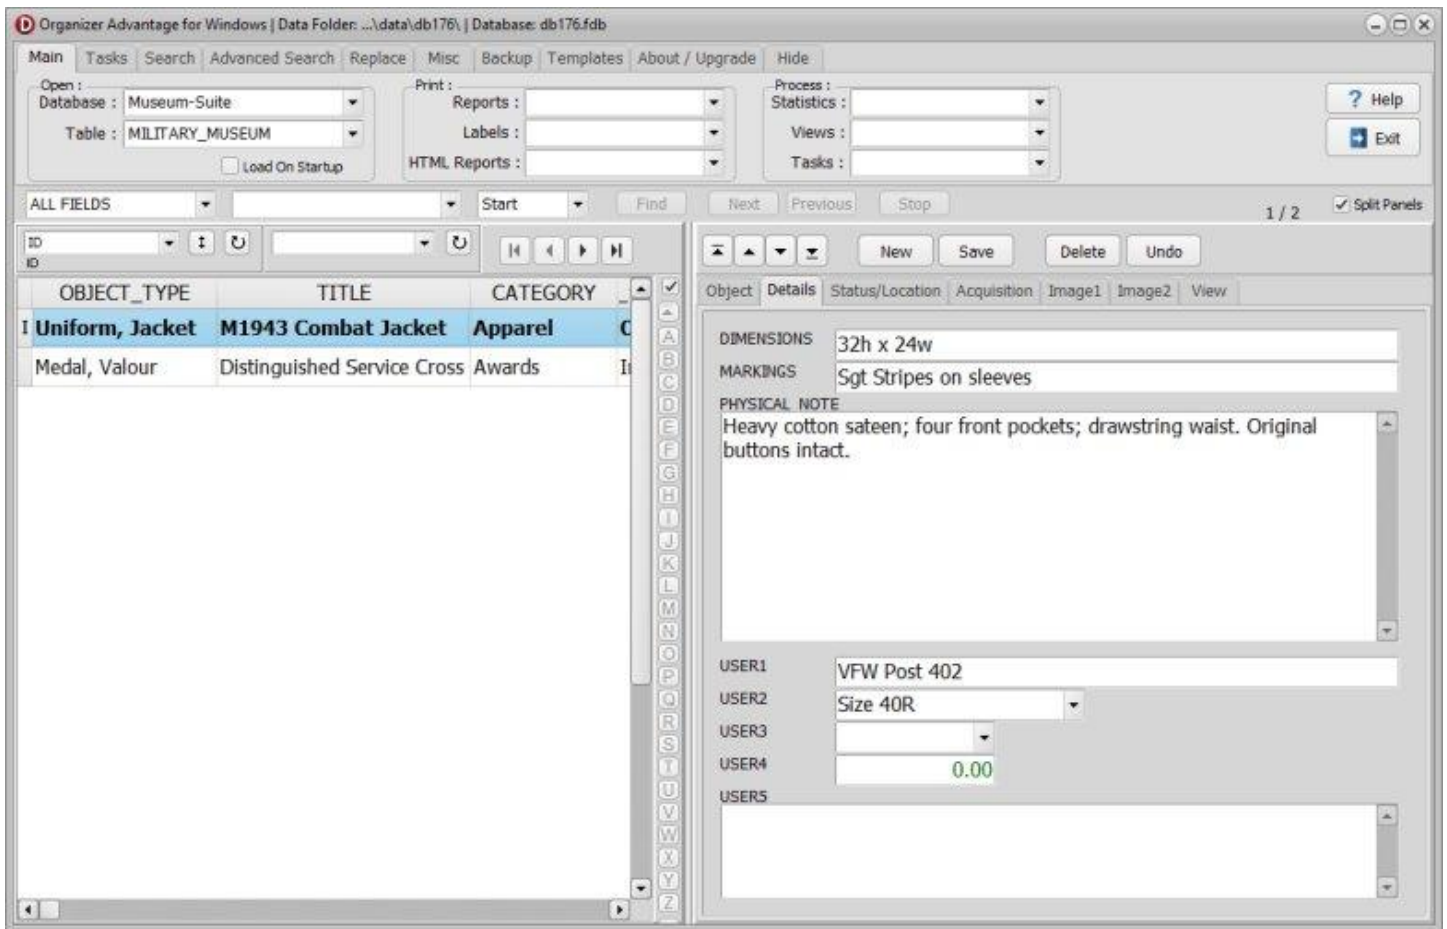 Organizer Advantage for Windows | Data Folder: ...\data\db176\ | Database: db176.fdb
Main Tasks Search Advanced Search Replace Misc Backup Templates About / Upgrade Hide
Open : Print : Process :
Database : Museum-Suite Reports : Statistics : Help
Table : MILITARY_MUSEUM Labels : Views : Exit
Load On Startup HTML Reports : Tasks :
ALL FIELDS Start Find Next Previous Stop 1 / 2 Split Panels
ID
ID
New Save Delete Undo
OBJECT_TYPE TITLE CATEGORY
Uniform, Jacket M1943 Combat Jacket Apparel
Medal, Valour Distinguished Service Cross Awards
A
B
C
D
E
F
G
H
I
J
K
L
M
N
O
P
Q
R
S
T
U
V
W
X
Y
Z
Object Details Status/Location Acquisition Image1 Image2 View
DIMENSIONS 32h x 24w
MARKINGS Sgt Stripes on sleeves
PHYSICAL NOTE
Heavy cotton sateen; four front pockets; drawstring waist. Original
buttons intact.
USER1 VFW Post 402
USER2 Size 40R
USER3
USER4 0.00
USER5